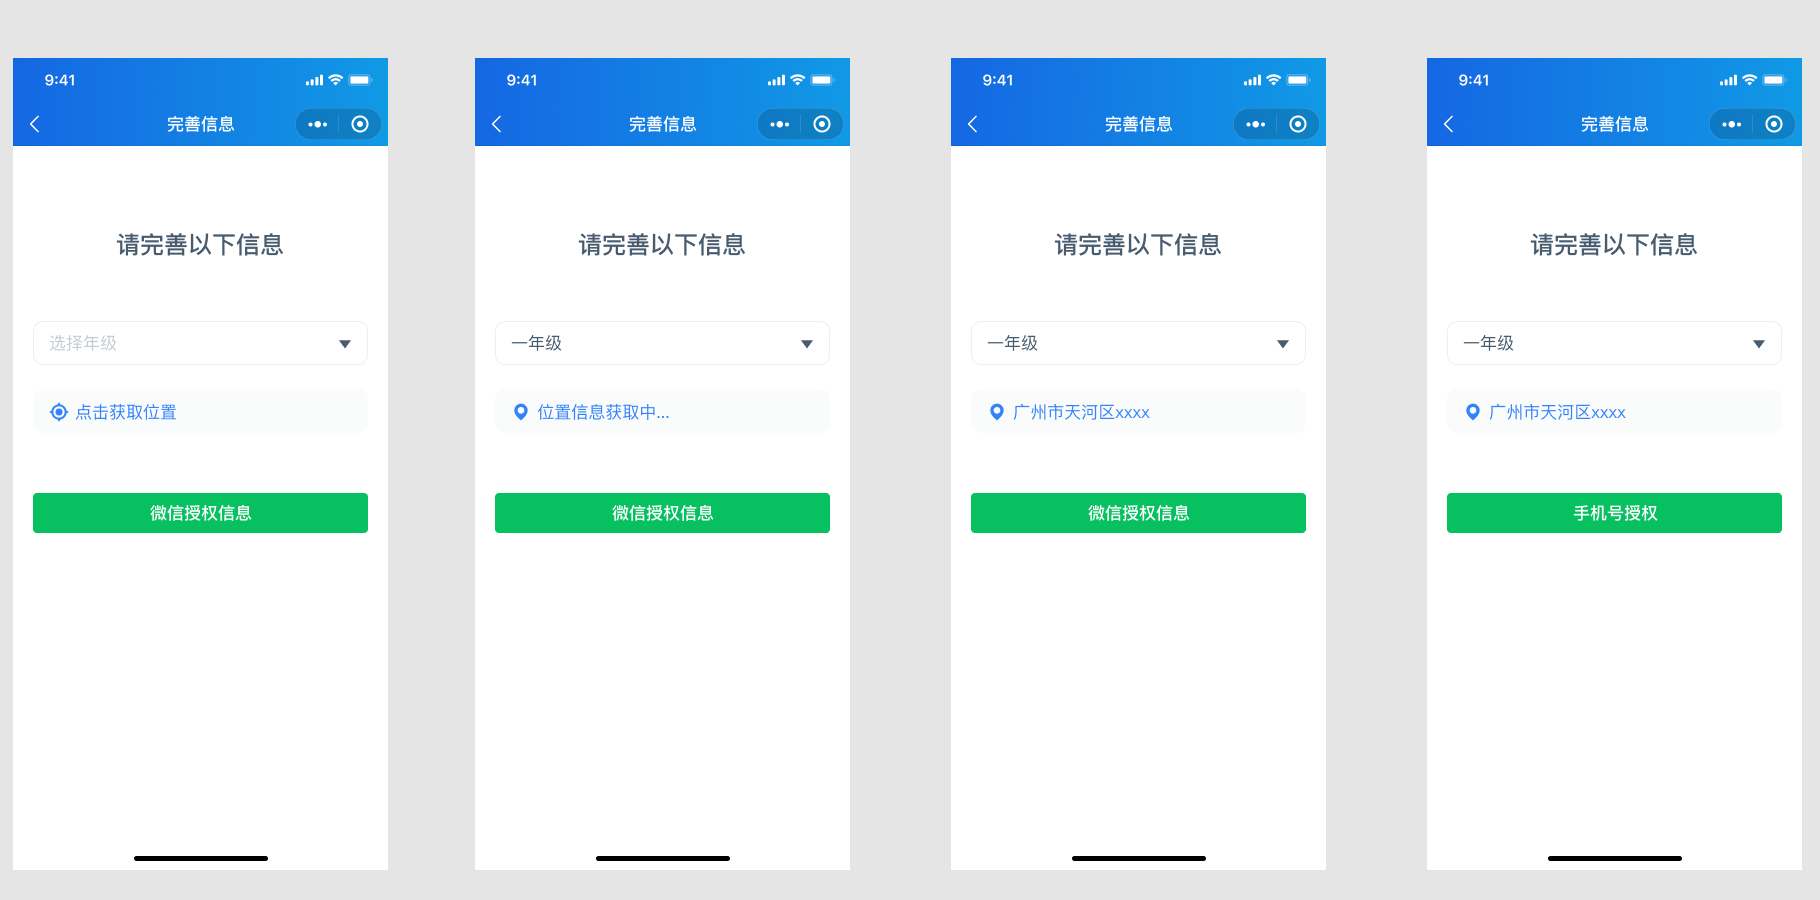 9:41
完善信息
请完善以下信息
选择年级
点击获取位置
微信授权信息
9:41
完善信息
请完善以下信息
一年级
位置信息获取中...
微信授权信息
9:41
完善信息
请完善以下信息
一年级
广州市天河区xxxx
微信授权信息
9:41
完善信息
请完善以下信息
一年级
广州市天河区xxxx
手机号授权